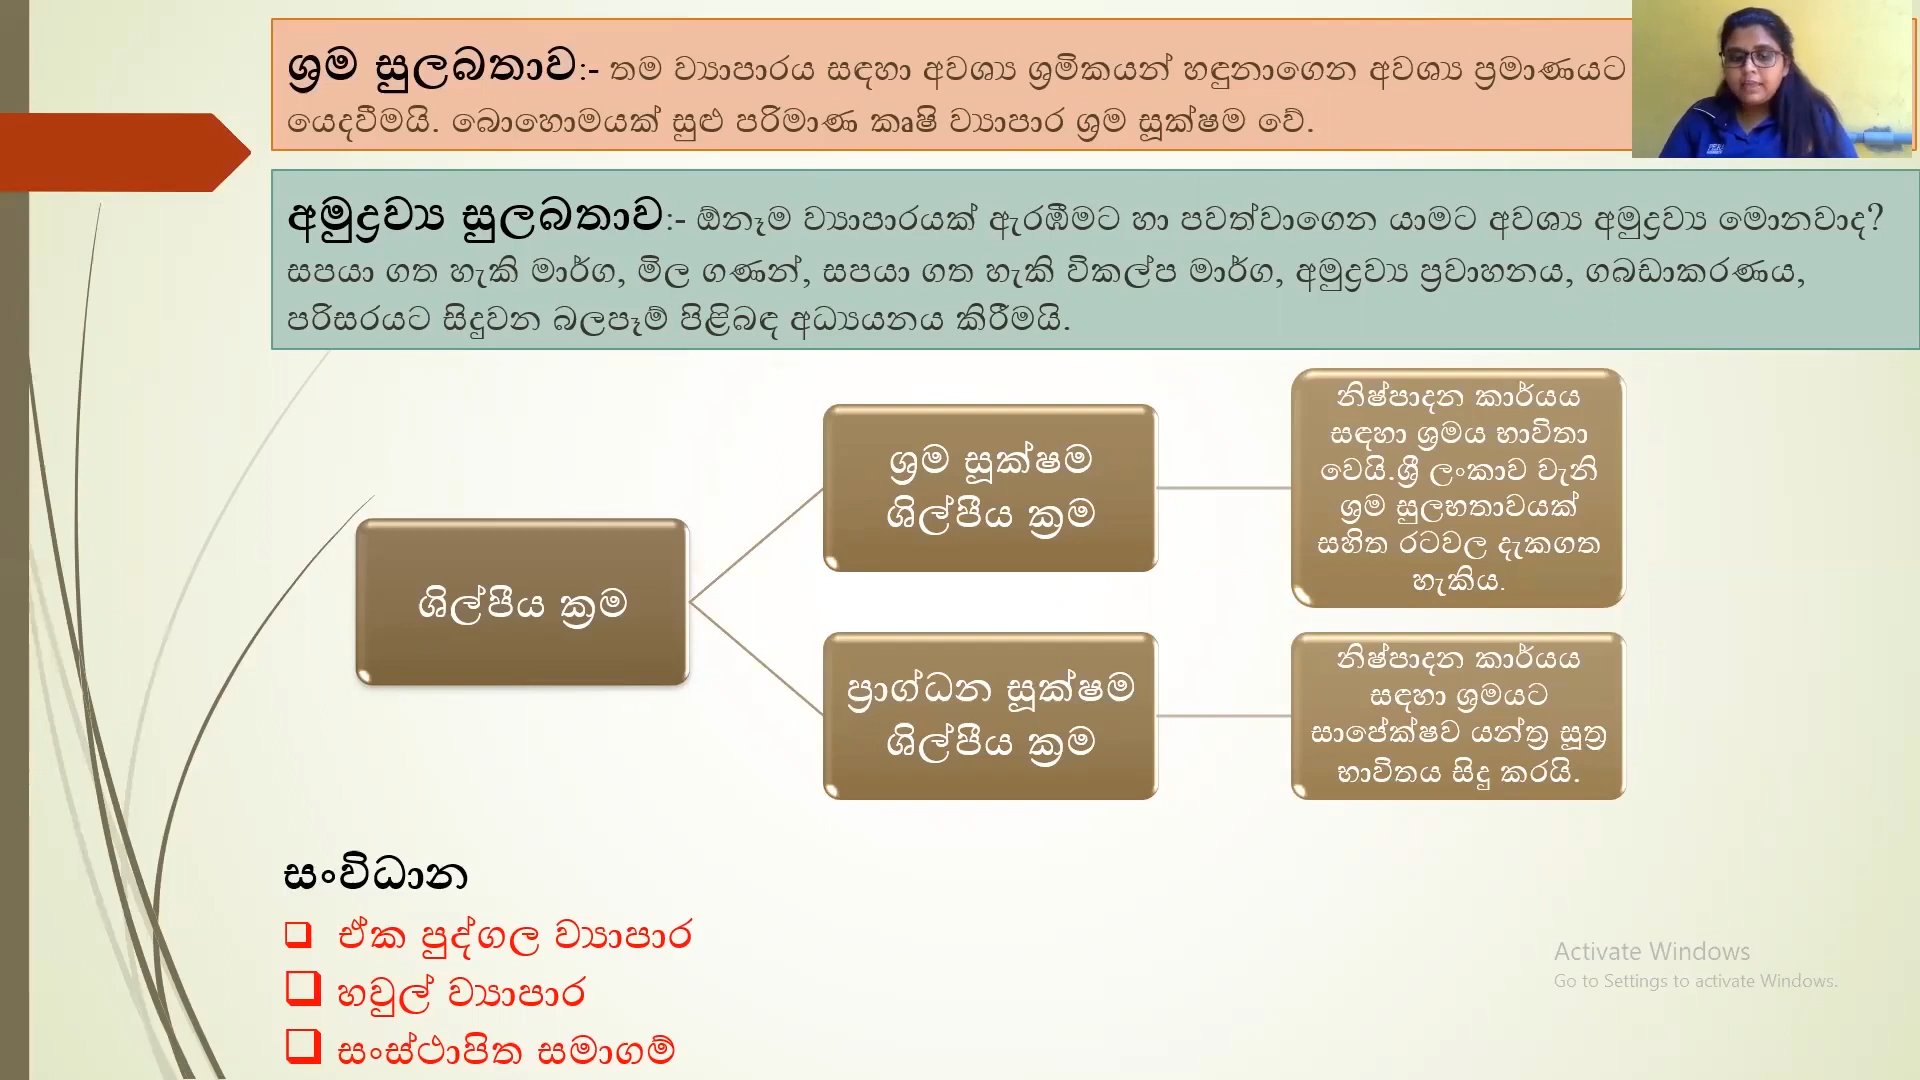 ශ්‍රම සුලබතාව:- තම ව්‍යාපාරය සඳහා අවශ්‍ය ශ්‍රමිකයන් හඳුනාගෙන අවශ්‍ය ප්‍රමාණයට
යෙදවීමයි. බොහොමයක් සුළු පරිමාණ කෘෂි ව්‍යාපාර ශ්‍රම සූක්ෂම වේ.
අමුද්‍රව්‍ය සුලබතාව:- ඕනෑම ව්‍යාපාරයක් ඇරඹීමට හා පවත්වාගෙන යාමට අවශ්‍ය අමුද්‍රව්‍ය මොනවාද?
සපයා ගත හැකි මාර්ග, මිල ගණන්, සපයා ගත හැකි විකල්ප මාර්ග, අමුද්‍රව්‍ය ප්‍රවාහනය, ගබඩාකරණය,
පරිසරයට සිදුවන බලපෑම් පිළිබඳ අධ්‍යයනය කිරීමයි.
ශිල්පීය ක්‍රම
ශ්‍රම සූක්ෂම
ශිල්පීය ක්‍රම
නිෂ්පාදන කාර්යය
සඳහා ශ්‍රමය භාවිතා
වෙයි.ශ්‍රී ලංකාව වැනි
ශ්‍රම සුලභතාවයක්
සහිත රටවල දැකගත
හැකිය.
ප්‍රාග්ධන සූක්ෂම
ශිල්පීය ක්‍රම
නිෂ්පාදන කාර්යය
සඳහා ශ්‍රමයට
සාපේක්ෂව යන්ත්‍ර සූත්‍ර
භාවිතය සිදු කරයි.
සංවිධාන
ඒක පුද්ගල ව්‍යාපාර
හවුල් ව්‍යාපාර
සංස්ථාපිත සමාගම්
Activate Windows
Go to Settings to activate Windows.